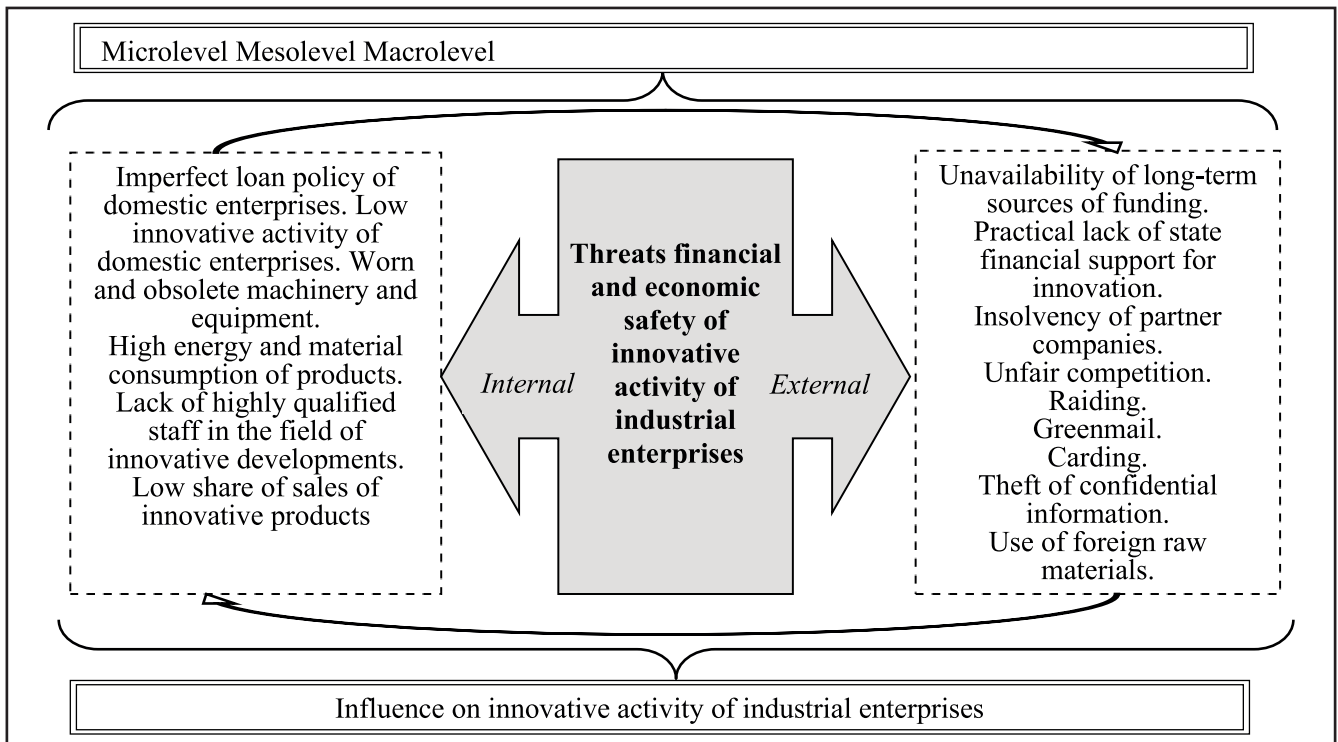 Microlevel Mesolevel Macrolevel
Imperfect loan policy of
domestic enterprises. Low
innovative activity of
domestic enterprises. Worn
and obsolete machinery and
equipment.
High energy and material
consumption of products.
Lack of highly qualified
staff in the field of
innovative developments.
Low share of sales of
innovative products
Internal
Threats financial
and economic
safety of
innovative
activity of
industrial
enterprises
External
Unavailability of long-term
sources of funding.
Practical lack of state
financial support for
innovation.
Insolvency of partner
companies.
Unfair competition.
Raiding.
Greenmail.
Carding.
Theft of confidential
information.
Use of foreign raw
materials.
Influence on innovative activity of industrial enterprises